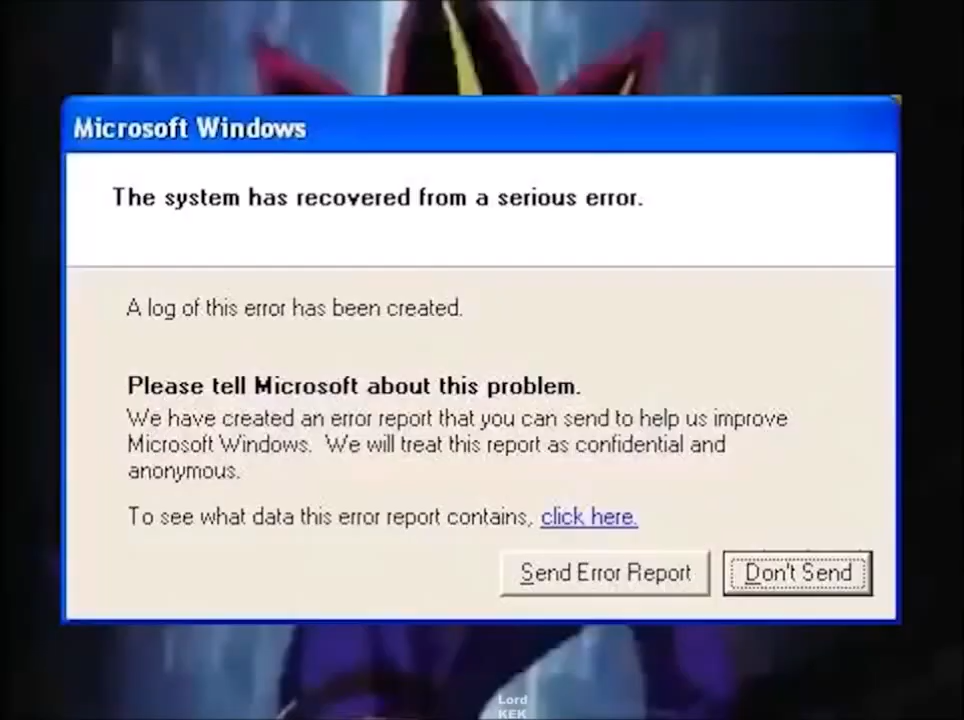 Microsoft Windows
The system has recovered from a serious error.
A log of this error has been created.
Please tell Microsoft about this problem.
We have created an error report that you can send to help us improve
Microsoft Windows.  We will treat this report as confidential and
anonymous.
To see what data this error report contains, click here.
Send Error Report
Don't Send
Lord
KEK